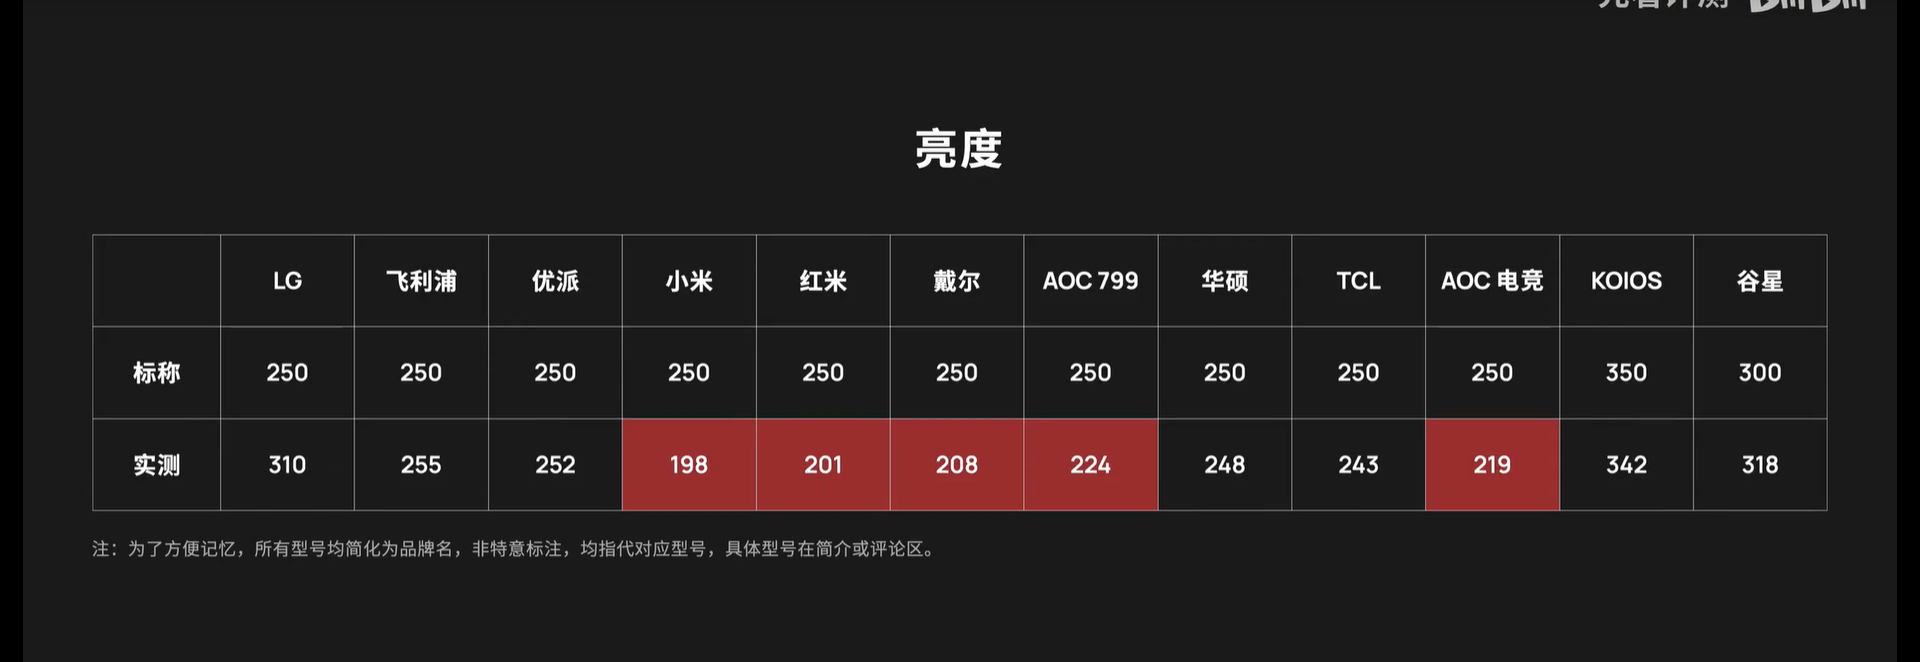 亮度
LG 飞利浦 优派 小米 红米 戴尔 AOC 799 华硕 TCL AOC 电竞 KOIOS 谷星
标称 250 250 250 250 250 250 250 250 250 250 350 300
实测 310 255 252 198 201 208 224 248 243 219 342 318
注：为了方便记忆，所有型号均简化为品牌名，非特意标注，均指代对应型号，具体型号在简介或评论区。